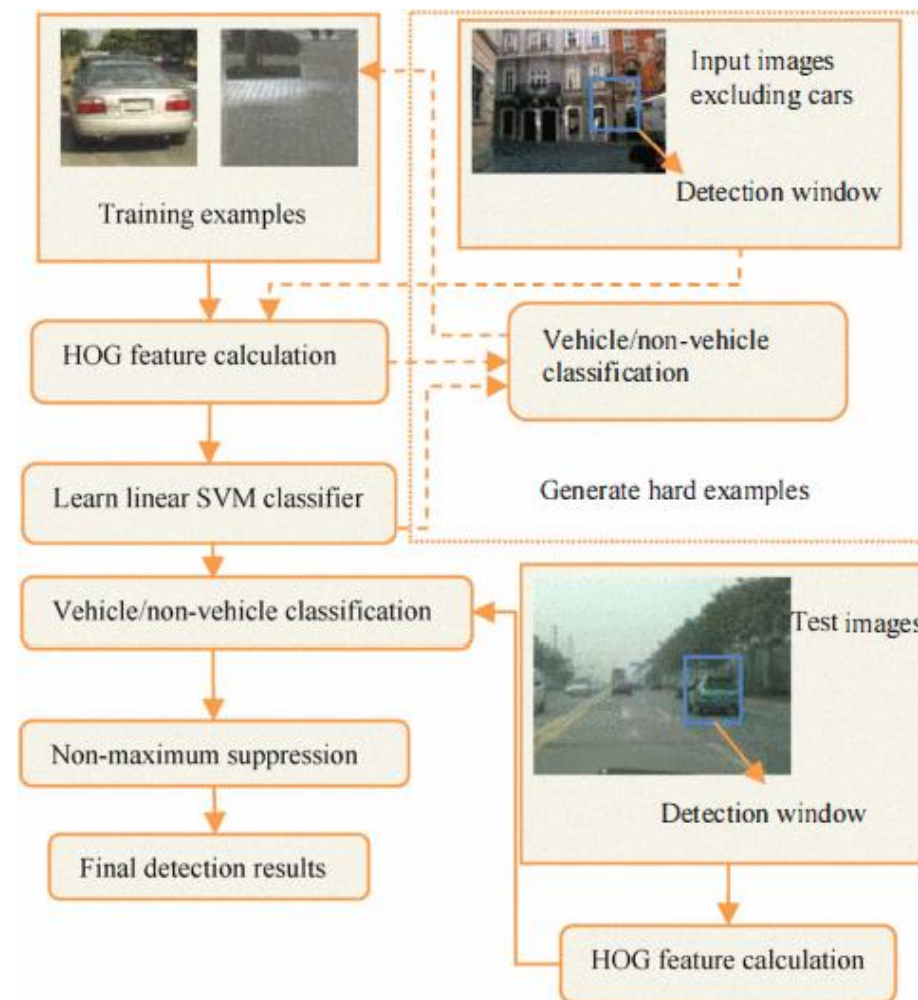 Training examples
Input images
excluding cars
Detection window
HOG feature calculation
Vehicle/non-vehicle
classification
Learn linear SVM classifier
Generate hard examples
Vehicle/non-vehicle classification
Test images
Non-maximum suppression
Detection window
Final detection results
HOG feature calculation